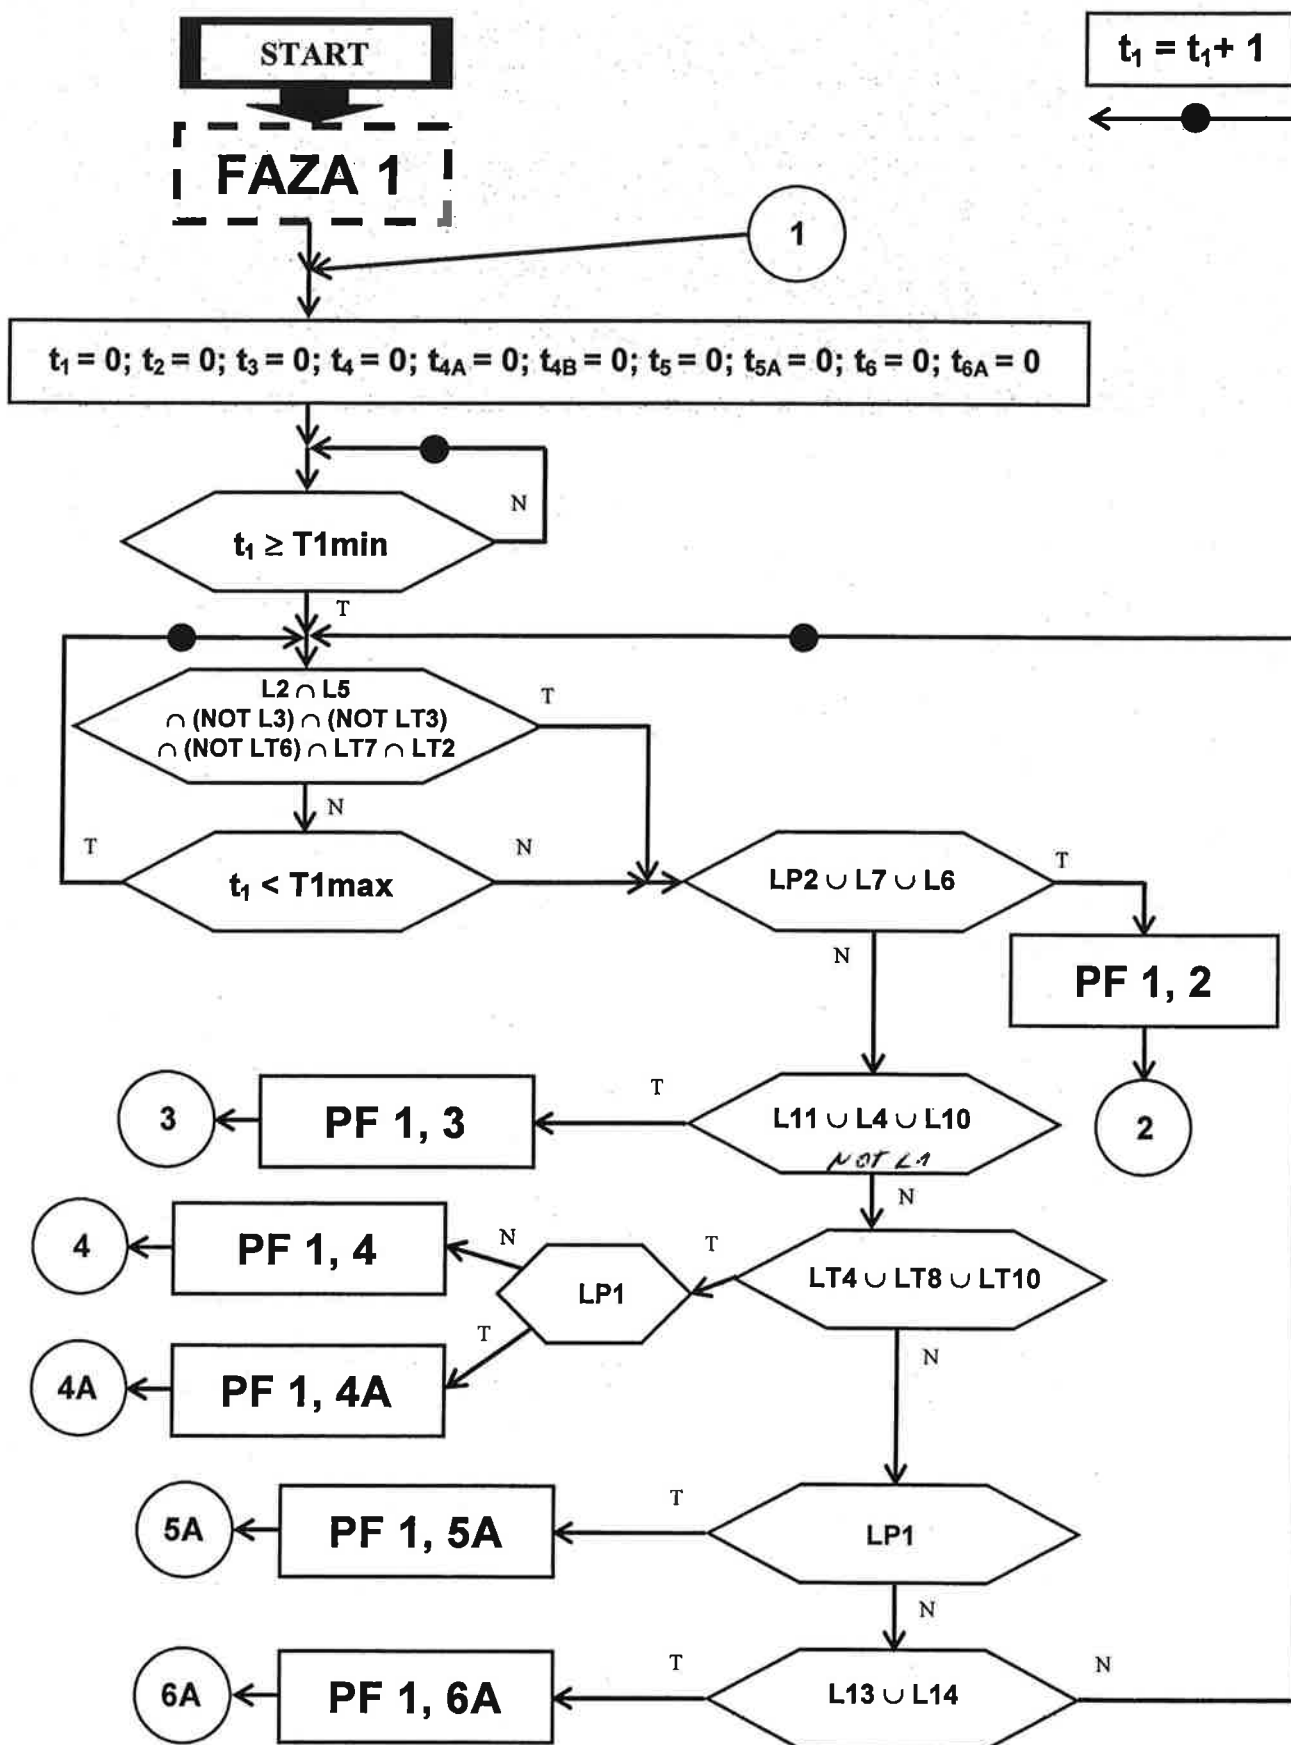 START
t₁ = t₁+ 1
FAZA 1
1
t₁ = 0; t₂ = 0; t₃ = 0; t₄ = 0; t₄A = 0; t₄B = 0; t₅ = 0; t₅A = 0; t₆ = 0; t₆A = 0
N
t₁ ≥ T1min
T
L2 ∩ L5
∩ (NOT L3) ∩ (NOT LT3)
∩ (NOT LT6) ∩ LT7 ∩ LT2
T
N
T
t₁ < T1max
N
LP2 ∪ L7 ∪ L6
T
N
PF 1, 2
2
L11 ∪ L4 ∪ L10
NOT L1
T
PF 1, 3
3
N
LT4 ∪ LT8 ∪ LT10
T
LP1
N
PF 1, 4
4
T
PF 1, 4A
4A
N
LP1
T
PF 1, 5A
5A
N
L13 ∪ L14
T
N
PF 1, 6A
6A